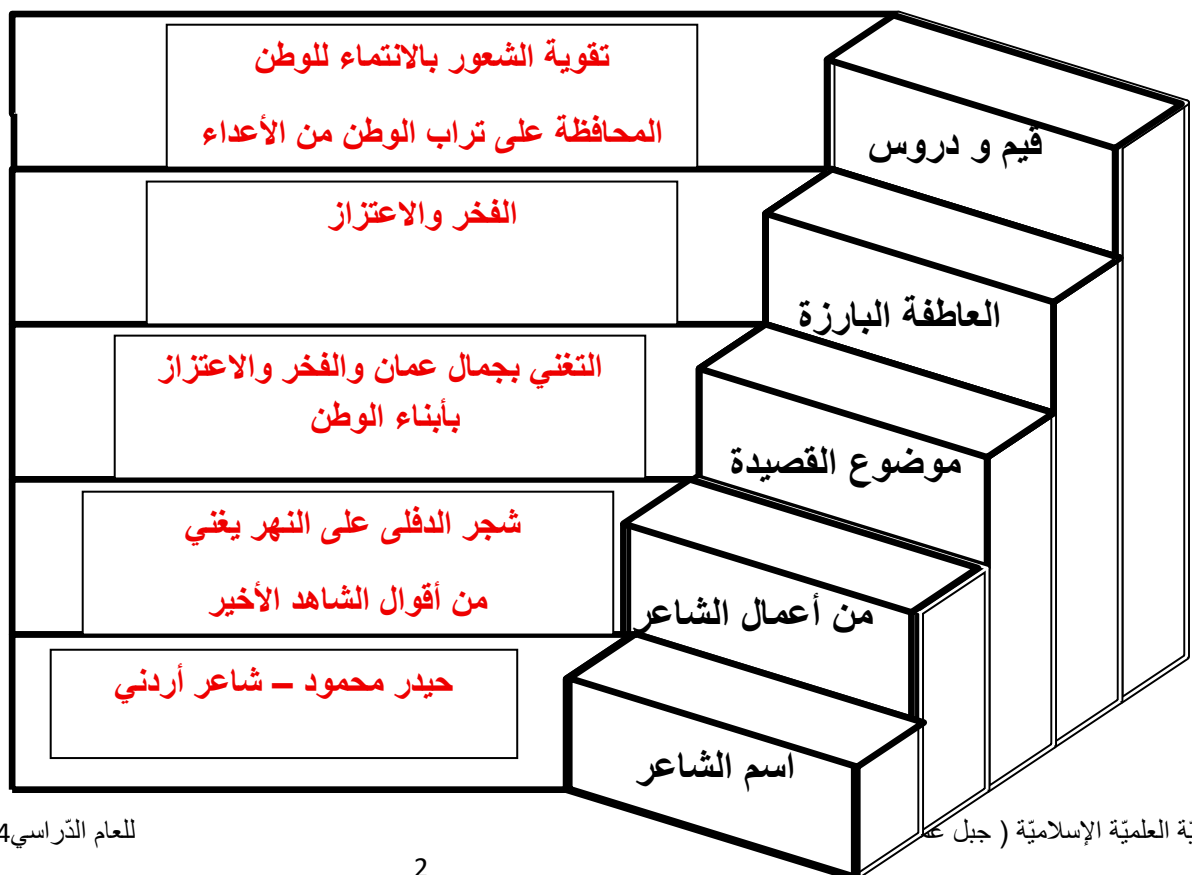 تقوية الشعور بالانتماء للوطن
المحافظة على تراب الوطن من الأعداء
قيم و دروس
الفخر والاعتزاز
العاطفة البارزة
التغني بجمال عمان والفخر والاعتزاز
بأبناء الوطن
موضوع القصيدة
شجر الدفلى على النهر يغني
من أقوال الشاهد الأخير
من أعمال الشاعر
حيدر محمود – شاعر أردني
اسم الشاعر
العلميّة الإسلاميّة ( جبل
للعام الدّراسي
2